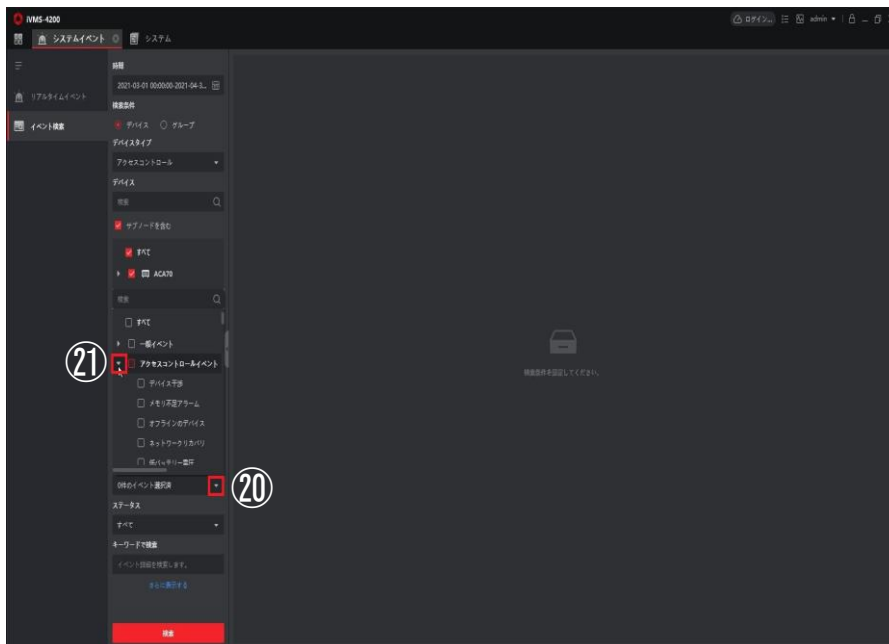 iVMS-4200
ログイン... admin
システムイベント システム
時間
2021-03-01 00:00:00-2021-04-3...
リアルタイムイベント
検索条件
イベント検索
デバイス グループ
デバイスタイプ
アクセスコントロール
デバイス
検索
サブノードを含む
すべて
ACA70
検索
すべて
一般イベント
㉑
アクセスコントロールイベント
検索条件を設定してください。
デバイス干渉
メモリ不足アラーム
オフラインのデバイス
ネットワークリカバリ
低バッテリー電圧
0件のイベント選択済
⑳
ステータス
すべて
キーワードで検索
イベント詳細を検索します。
さらに表示する
検索